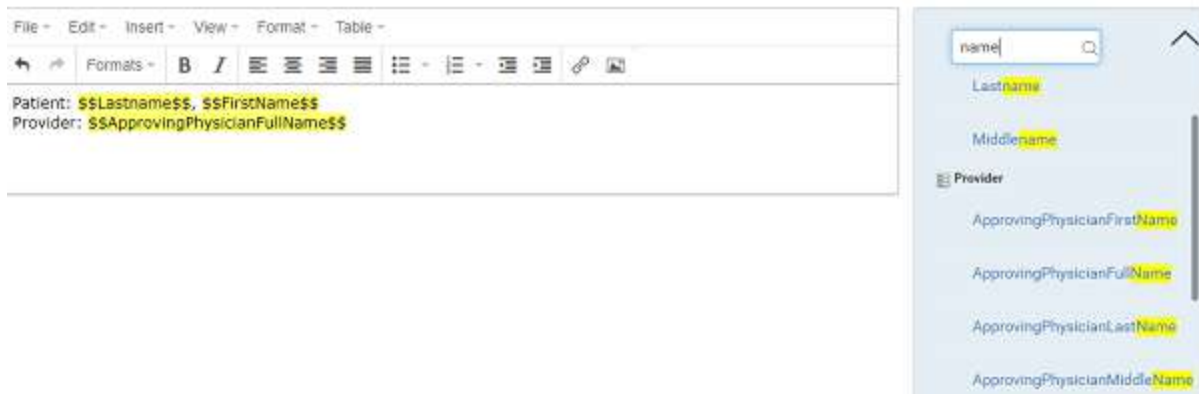 File Edit Insert View Format Table
Formats B I
Patient: $$Lastname$$, $$FirstName$$
Provider: $$ApprovingPhysicianFullName$$
name
Lastname
Middlename
Provider
ApprovingPhysicianFirstName
ApprovingPhysicianFullName
ApprovingPhysicianLastName
ApprovingPhysicianMiddleName